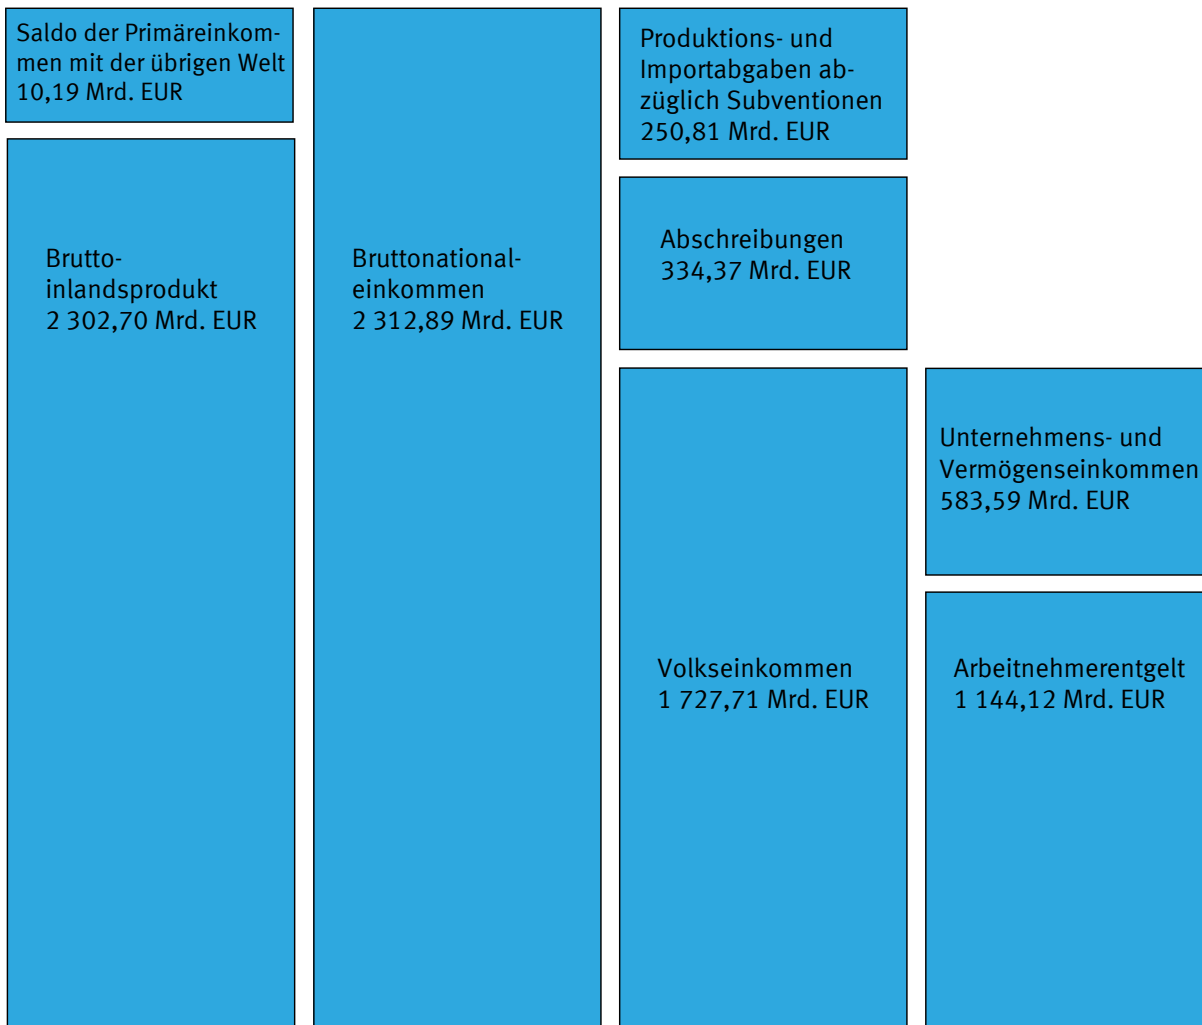 Saldo der Primäreinkom-
men mit der übrigen Welt
10,19 Mrd. EUR
Brutto-
inlandsprodukt
2 302,70 Mrd. EUR
Bruttonational-
einkommen
2 312,89 Mrd. EUR
Produktions- und
Importabgaben ab-
züglich Subventionen
250,81 Mrd. EUR
Abschreibungen
334,37 Mrd. EUR
Volkseinkommen
1 727,71 Mrd. EUR
Unternehmens- und
Vermögenseinkommen
583,59 Mrd. EUR
Arbeitnehmerentgelt
1 144,12 Mrd. EUR